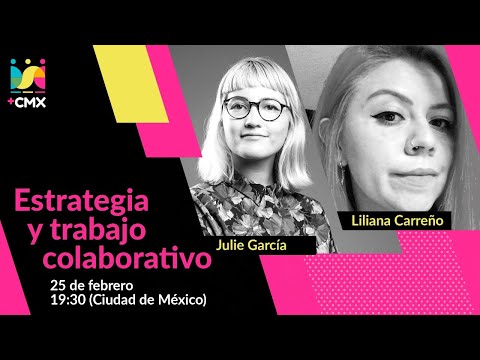 +CMX
Estrategia
y trabajo
colaborativo
25 de febrero
19:30 (Ciudad de México)
Julie García
Liliana Carreño